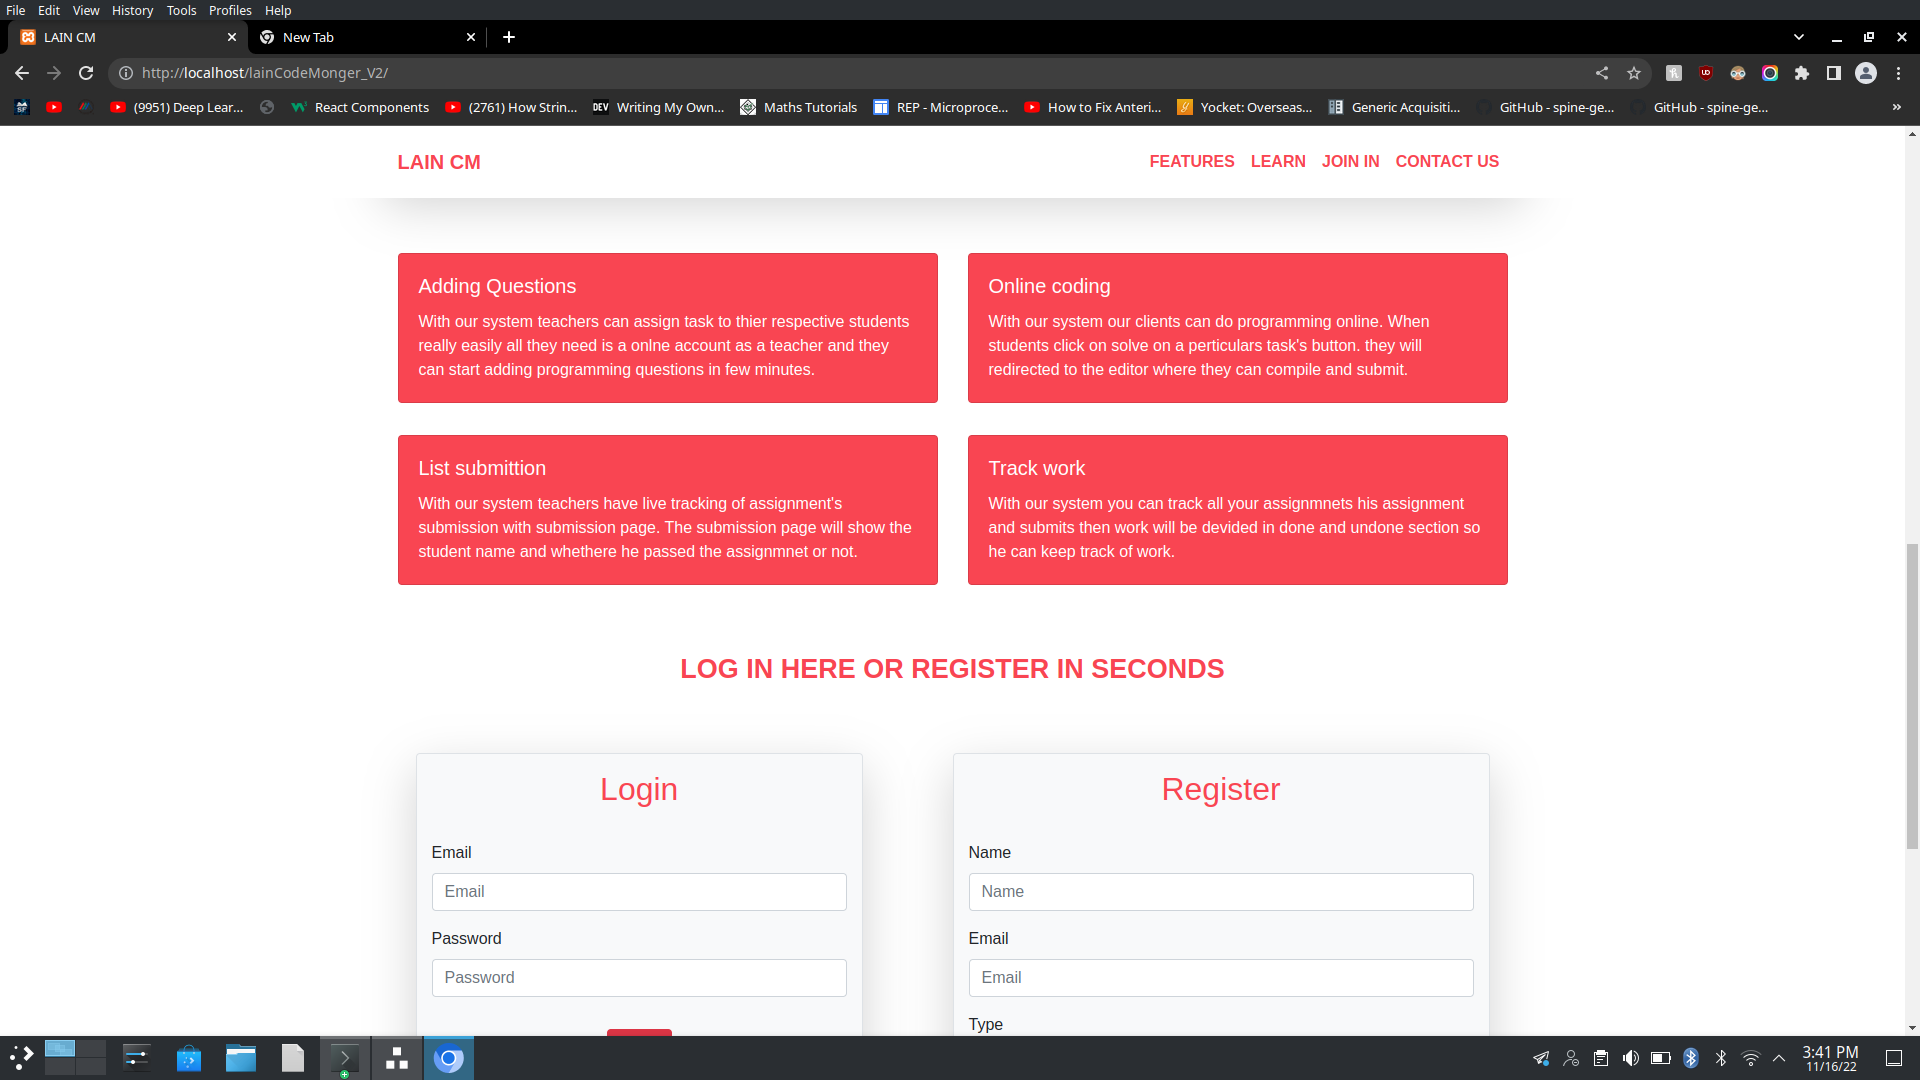 File Edit View History Tools Profiles Help
LAIN CM
New Tab
http://localhost/lainCodeMonger_V2/
(9951) Deep Lear...
React Components
(2761) How Strin...
DEV
Writing My Own...
Maths Tutorials
REP - Microproce...
How to Fix Anteri...
Yocket: Overseas...
Generic Acquisiti...
GitHub - spine-ge...
GitHub - spine-ge...
»
LAIN CM
FEATURES LEARN JOIN IN CONTACT US
Adding Questions
With our system teachers can assign task to thier respective students
really easily all they need is a onlne account as a teacher and they
can start adding programming questions in few minutes.
Online coding
With our system our clients can do programming online. When
students click on solve on a perticulars task's button. they will
redirected to the editor where they can compile and submit.
List submittion
With our system teachers have live tracking of assignment's
submission with submission page. The submission page will show the
student name and whethere he passed the assignmnet or not.
Track work
With our system you can track all your assignmnets his assignment
and submits then work will be devided in done and undone section so
he can keep track of work.
LOG IN HERE OR REGISTER IN SECONDS
Login
Email
Email
Password
Password
Register
Name
Name
Email
Email
Type
3:41 PM
11/16/22